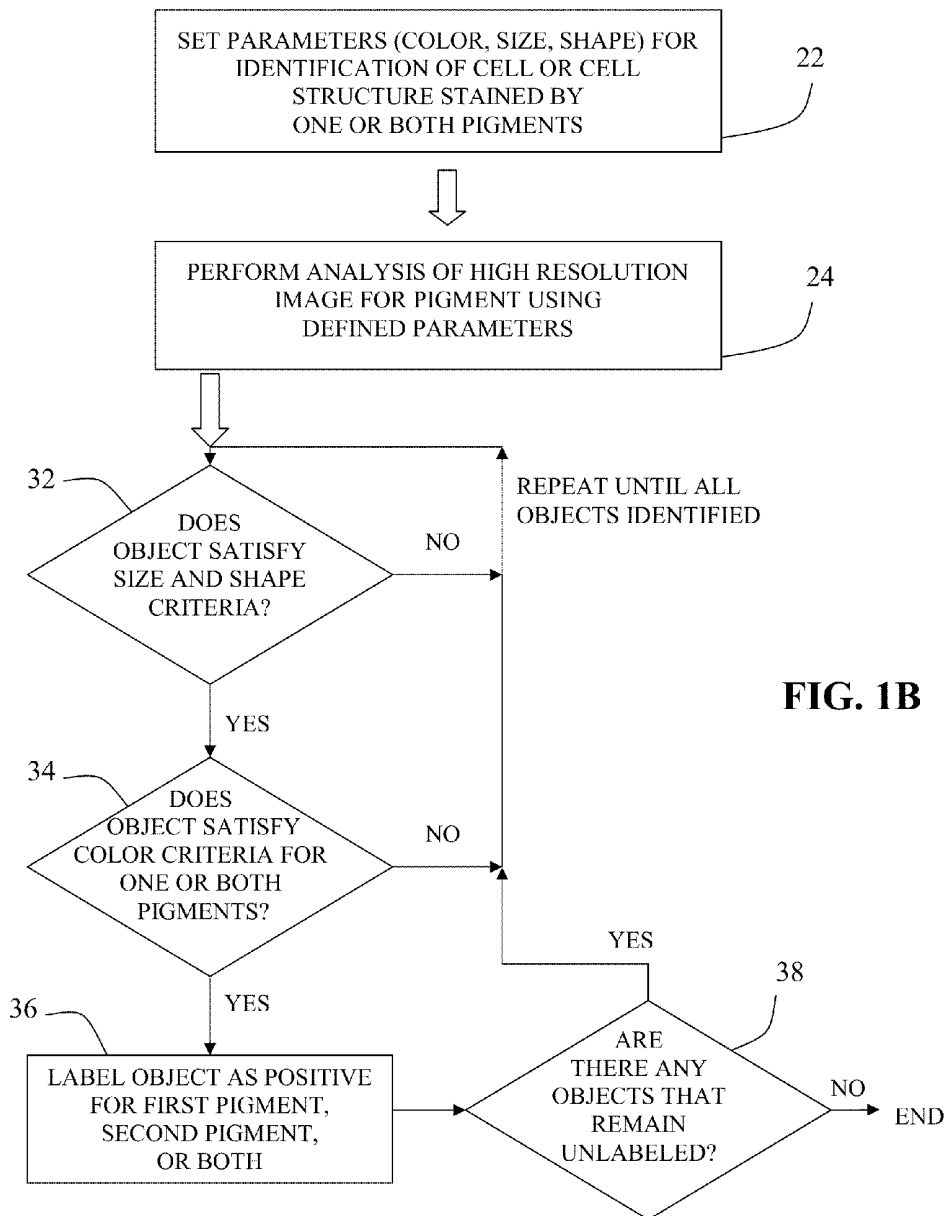 SET PARAMETERS (COLOR, SIZE, SHAPE) FOR
IDENTIFICATION OF CELL OR CELL
STRUCTURE STAINED BY
ONE OR BOTH PIGMENTS
22
PERFORM ANALYSIS OF HIGH RESOLUTION
IMAGE FOR PIGMENT USING
DEFINED PARAMETERS
24
32
DOES
OBJECT SATISFY
SIZE AND SHAPE
CRITERIA?
NO
REPEAT UNTIL ALL
OBJECTS IDENTIFIED
YES
FIG. 1B
34
DOES
OBJECT SATISFY
COLOR CRITERIA FOR
ONE OR BOTH
PIGMENTS?
NO
YES
36
LABEL OBJECT AS POSITIVE
FOR FIRST PIGMENT,
SECOND PIGMENT,
OR BOTH
YES
38
ARE
THERE ANY
OBJECTS THAT
REMAIN
UNLABELED?
NO
END